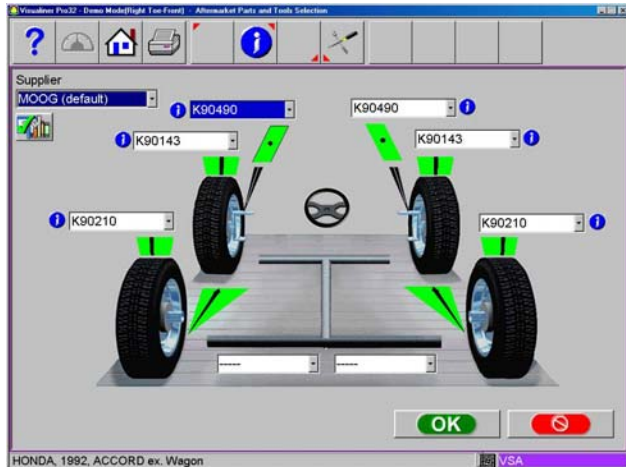 Visualiner Pro32 - Demo Mode(Right Toe-Front) - Aftermarket Parts and Tools Selection
?
i
Supplier
MOOG (default)
i K90490
K90490 i
i K90143
K90143 i
i K90210
K90210 i
-----
-----
OK
HONDA, 1992, ACCORD ex. Wagon
VSA